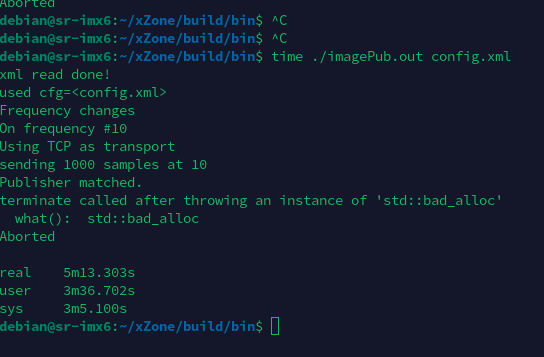 Aborted
debian@sr-imx6:~/xZone/build/bin$ ^C
debian@sr-imx6:~/xZone/build/bin$ ^C
debian@sr-imx6:~/xZone/build/bin$ time ./imagePub.out config.xml
xml read done!
used cfg=<config.xml>
Frequency changes
On frequency #10
Using TCP as transport
sending 1000 samples at 10
Publisher matched.
terminate called after throwing an instance of 'std::bad_alloc'
  what():  std::bad_alloc
Aborted

real    5m13.303s
user    3m36.702s
sys     3m5.100s
debian@sr-imx6:~/xZone/build/bin$